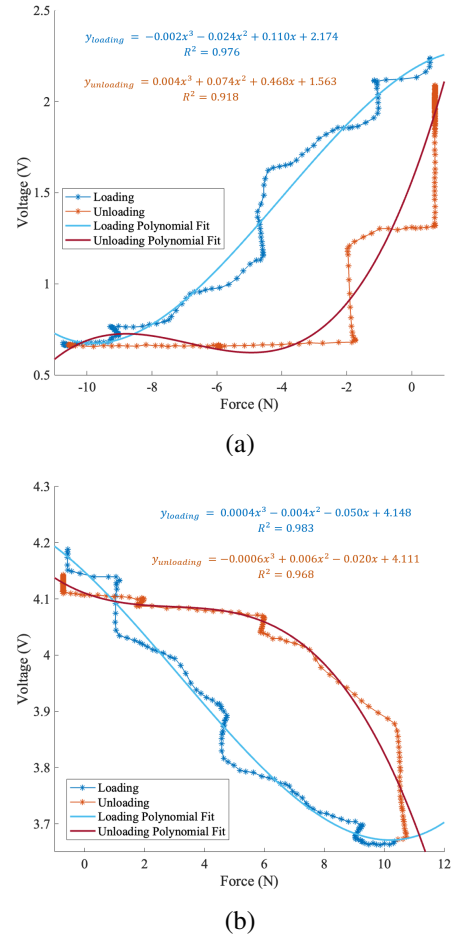 (a)
2.5
2
1.5
1
0.5
Voltage (V)
y_loading = −0.002x³ − 0.024x² + 0.110x + 2.174
R² = 0.976
y_unloading = 0.004x³ + 0.074x² + 0.468x + 1.563
R² = 0.918
Loading
Unloading
Loading Polynomial Fit
Unloading Polynomial Fit
-10 -8 -6 -4 -2 0
Force (N)
(b)
4.3
4.2
4.1
4
3.9
3.8
3.7
Voltage (V)
y_loading = 0.0004x³ − 0.004x² − 0.050x + 4.148
R² = 0.983
y_unloading = −0.0006x³ + 0.006x² − 0.020x + 4.111
R² = 0.968
Loading
Unloading
Loading Polynomial Fit
Unloading Polynomial Fit
0 2 4 6 8 10 12
Force (N)